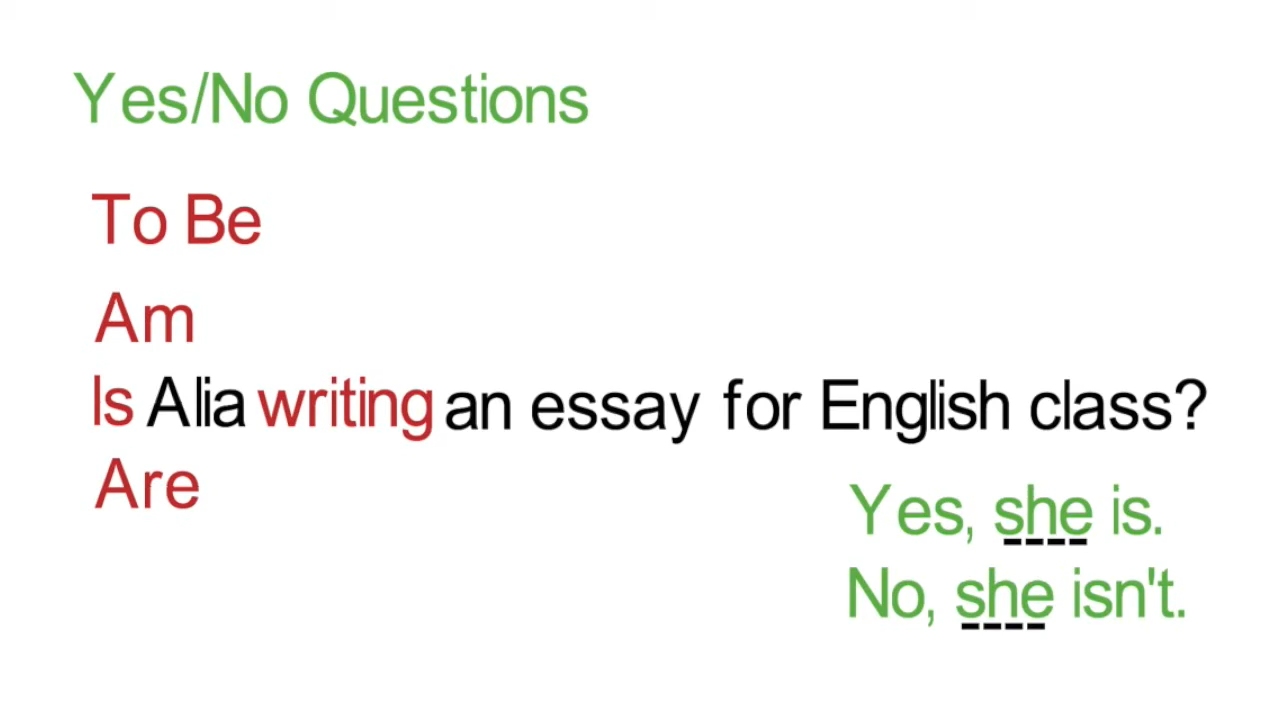 Yes/No Questions
To Be
Am
Is Alia writing an essay for English class?
Are
Yes, she is.
No, she isn't.